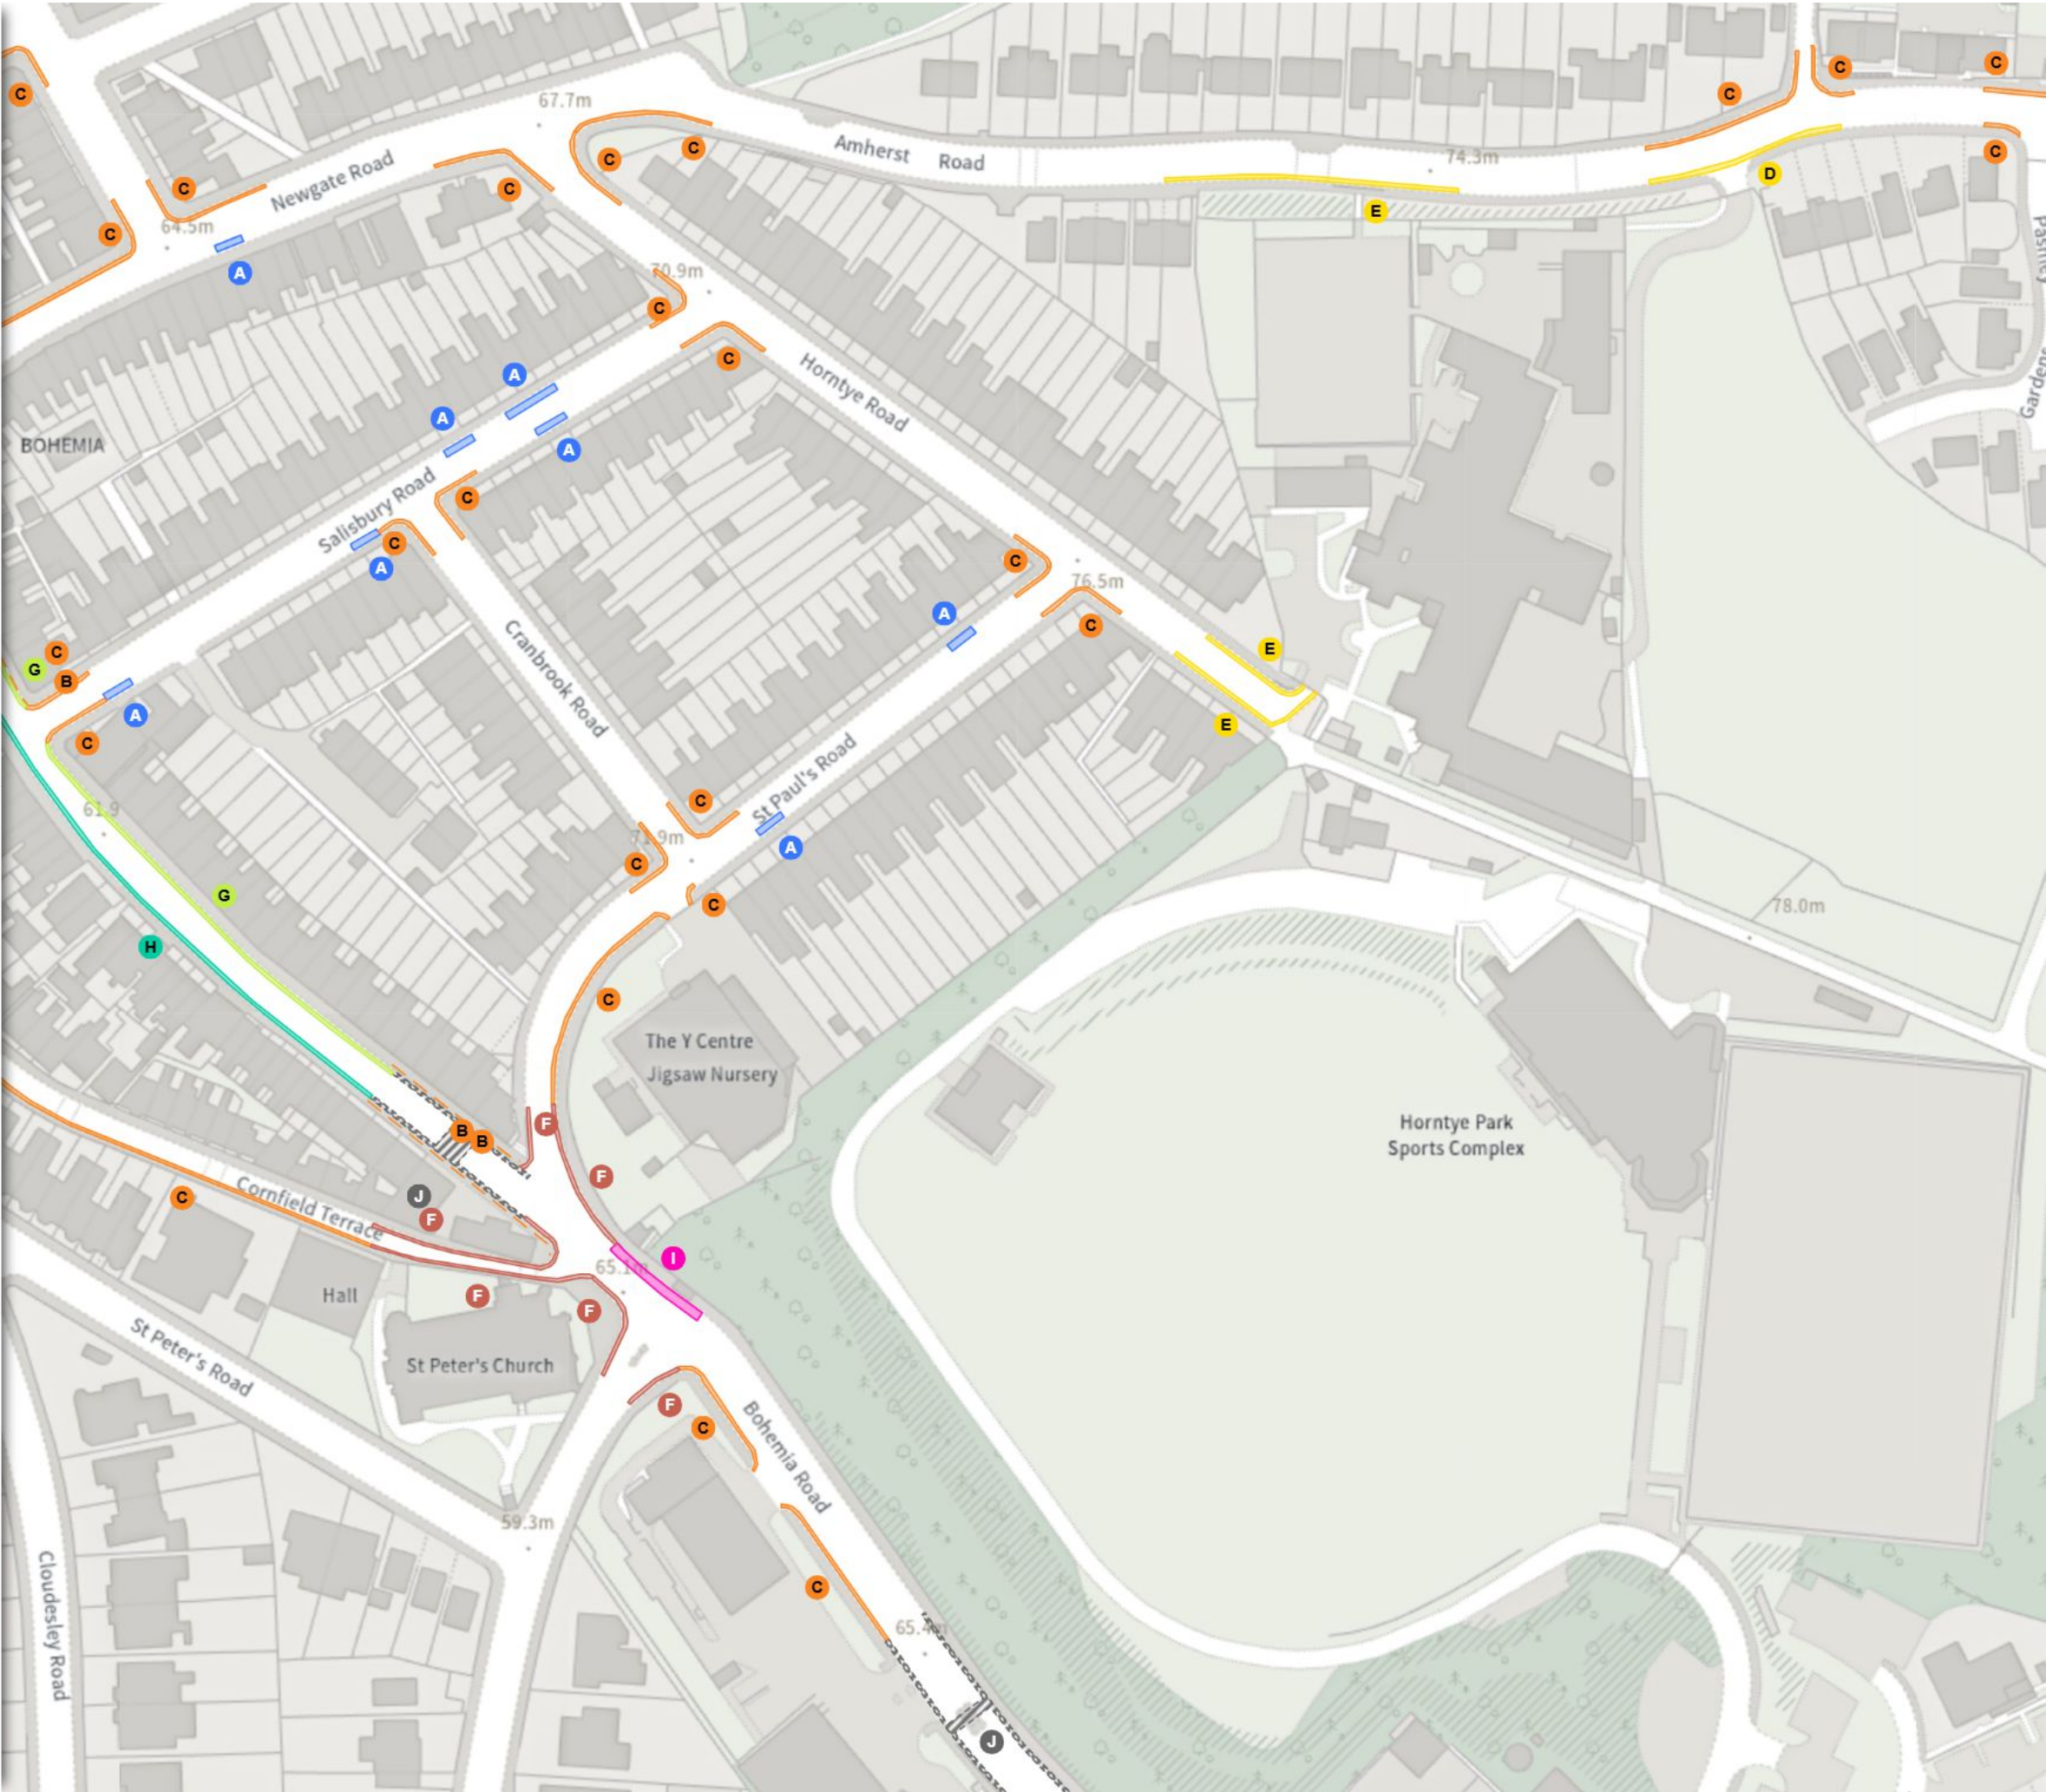 C
C
C
C
67.7m
C
C
Amherst Road
74.3m
C
D
C
C
Newgate Road
C
64.5m
C
A
E
Pashley
Gardens
70.9m
C
C
Horntye Road
A
A
A
BOHEMIA
Salisbury Road
C
C
A
C
76.5m
A
C
E
E
C
G
B
A
C
Cranbrook Road
St Paul's Road
C
71.9m
C
A
C
61.9
G
H
78.0m
C
The Y Centre
Jigsaw Nursery
Horntye Park
Sports Complex
B
B
F
F
J
F
C
Cornfield Terrace
I
65.1m
Hall
F
F
St Peter's Road
St Peter's Church
F
C
Bohemia Road
59.3m
C
Cloudesley Road
65.4m
J